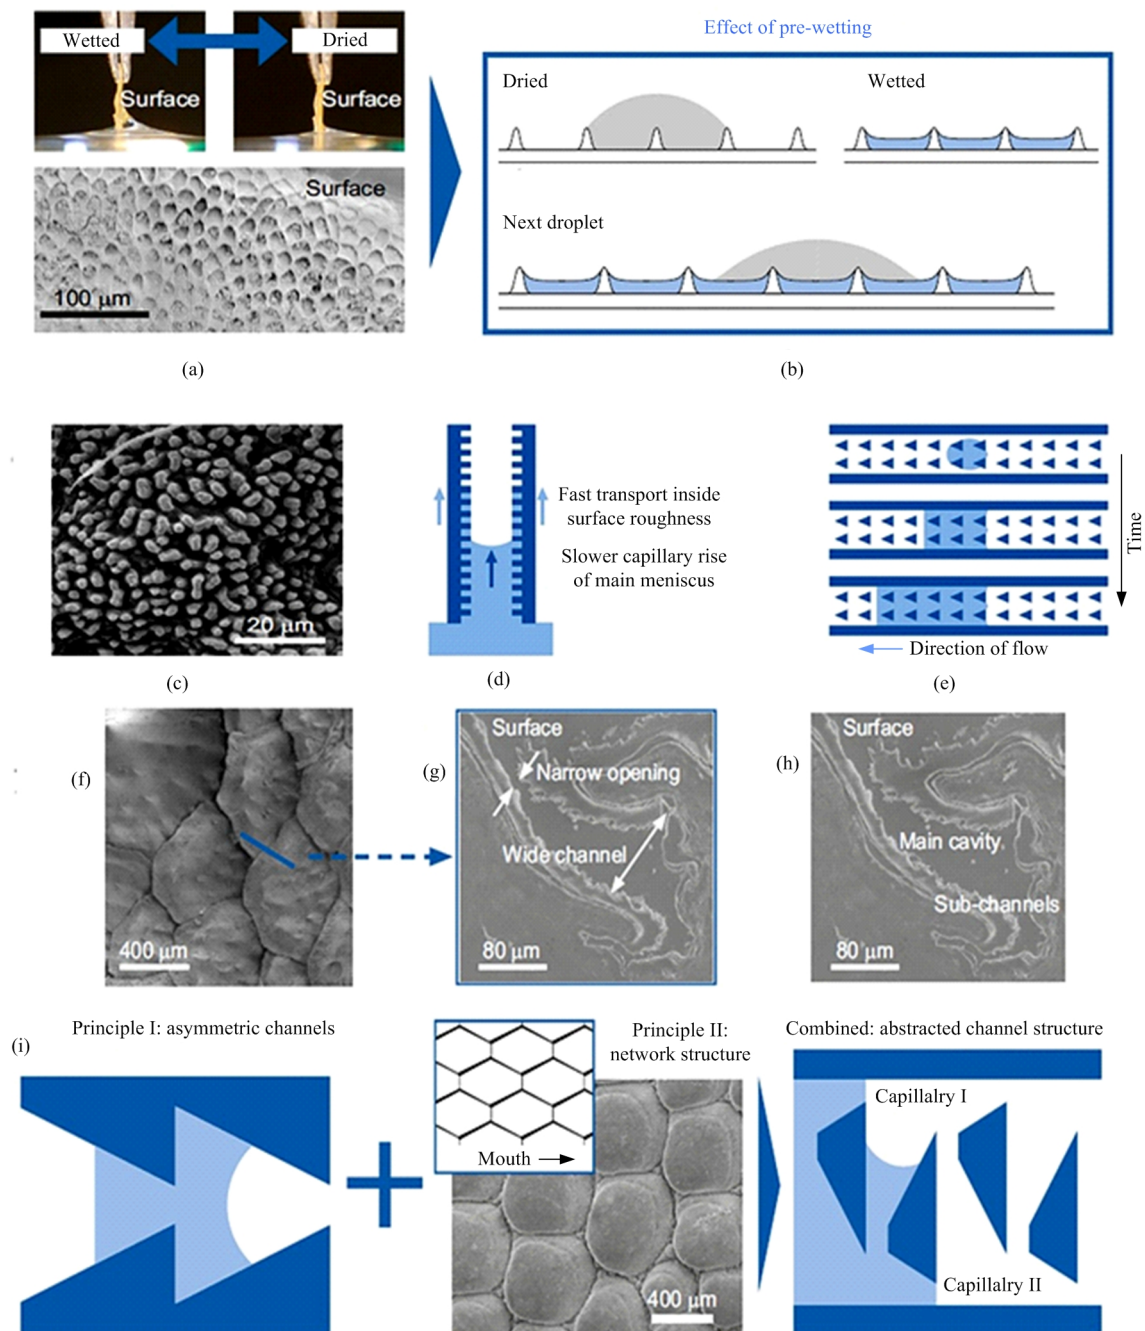 Effect of pre-wetting
Wetted
Dried
Surface
Surface
Surface
100 μm
Dried
Wetted
Next droplet
(a)
(b)
20 μm
Fast transport inside
surface roughness
Slower capillary rise
of main meniscus
Time
Direction of flow
(c)
(d)
(e)
(f)
400 μm
(g)
Surface
Narrow opening
Wide channel
80 μm
(h)
Surface
Main cavity
Sub-channels
80 μm
(i)
Principle I: asymmetric channels
Principle II:
network structure
Mouth
400 μm
Combined: abstracted channel structure
Capillalry I
Capillalry II